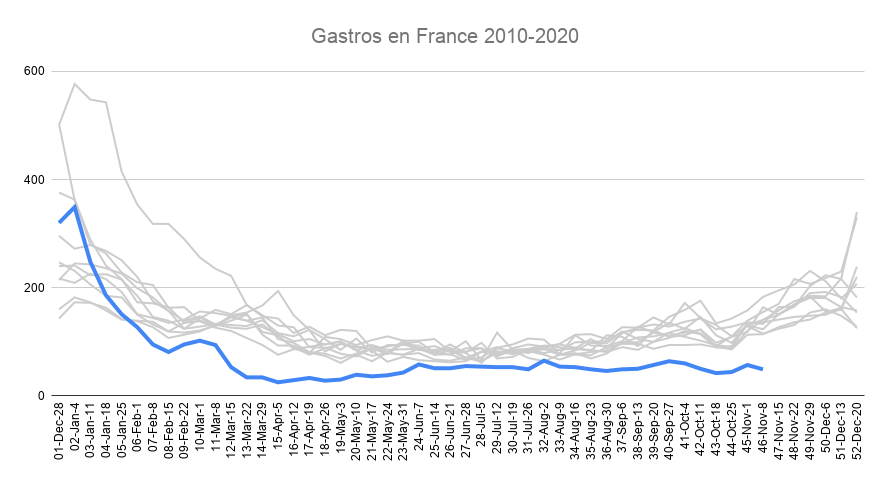 Gastros en France 2010-2020
600
400
200
0
01-Dec-28
02-Jan-4
03-Jan-11
04-Jan-18
05-Jan-25
06-Feb-1
07-Feb-8
08-Feb-15
09-Feb-22
10-Mar-1
11-Mar-8
12-Mar-15
13-Mar-22
14-Mar-29
15-Apr-5
16-Apr-12
17-Apr-19
18-Apr-26
19-May-3
20-May-10
21-May-17
22-May-24
23-May-31
24-Jun-7
25-Jun-14
26-Jun-21
27-Jun-28
28-Jul-5
29-Jul-12
30-Jul-19
31-Jul-26
32-Aug-2
33-Aug-9
34-Aug-16
35-Aug-23
36-Aug-30
37-Sep-6
38-Sep-13
39-Sep-20
40-Sep-27
41-Oct-4
42-Oct-11
43-Oct-18
44-Oct-25
45-Nov-1
46-Nov-8
47-Nov-15
48-Nov-22
49-Nov-29
50-Dec-6
51-Dec-13
52-Dec-20